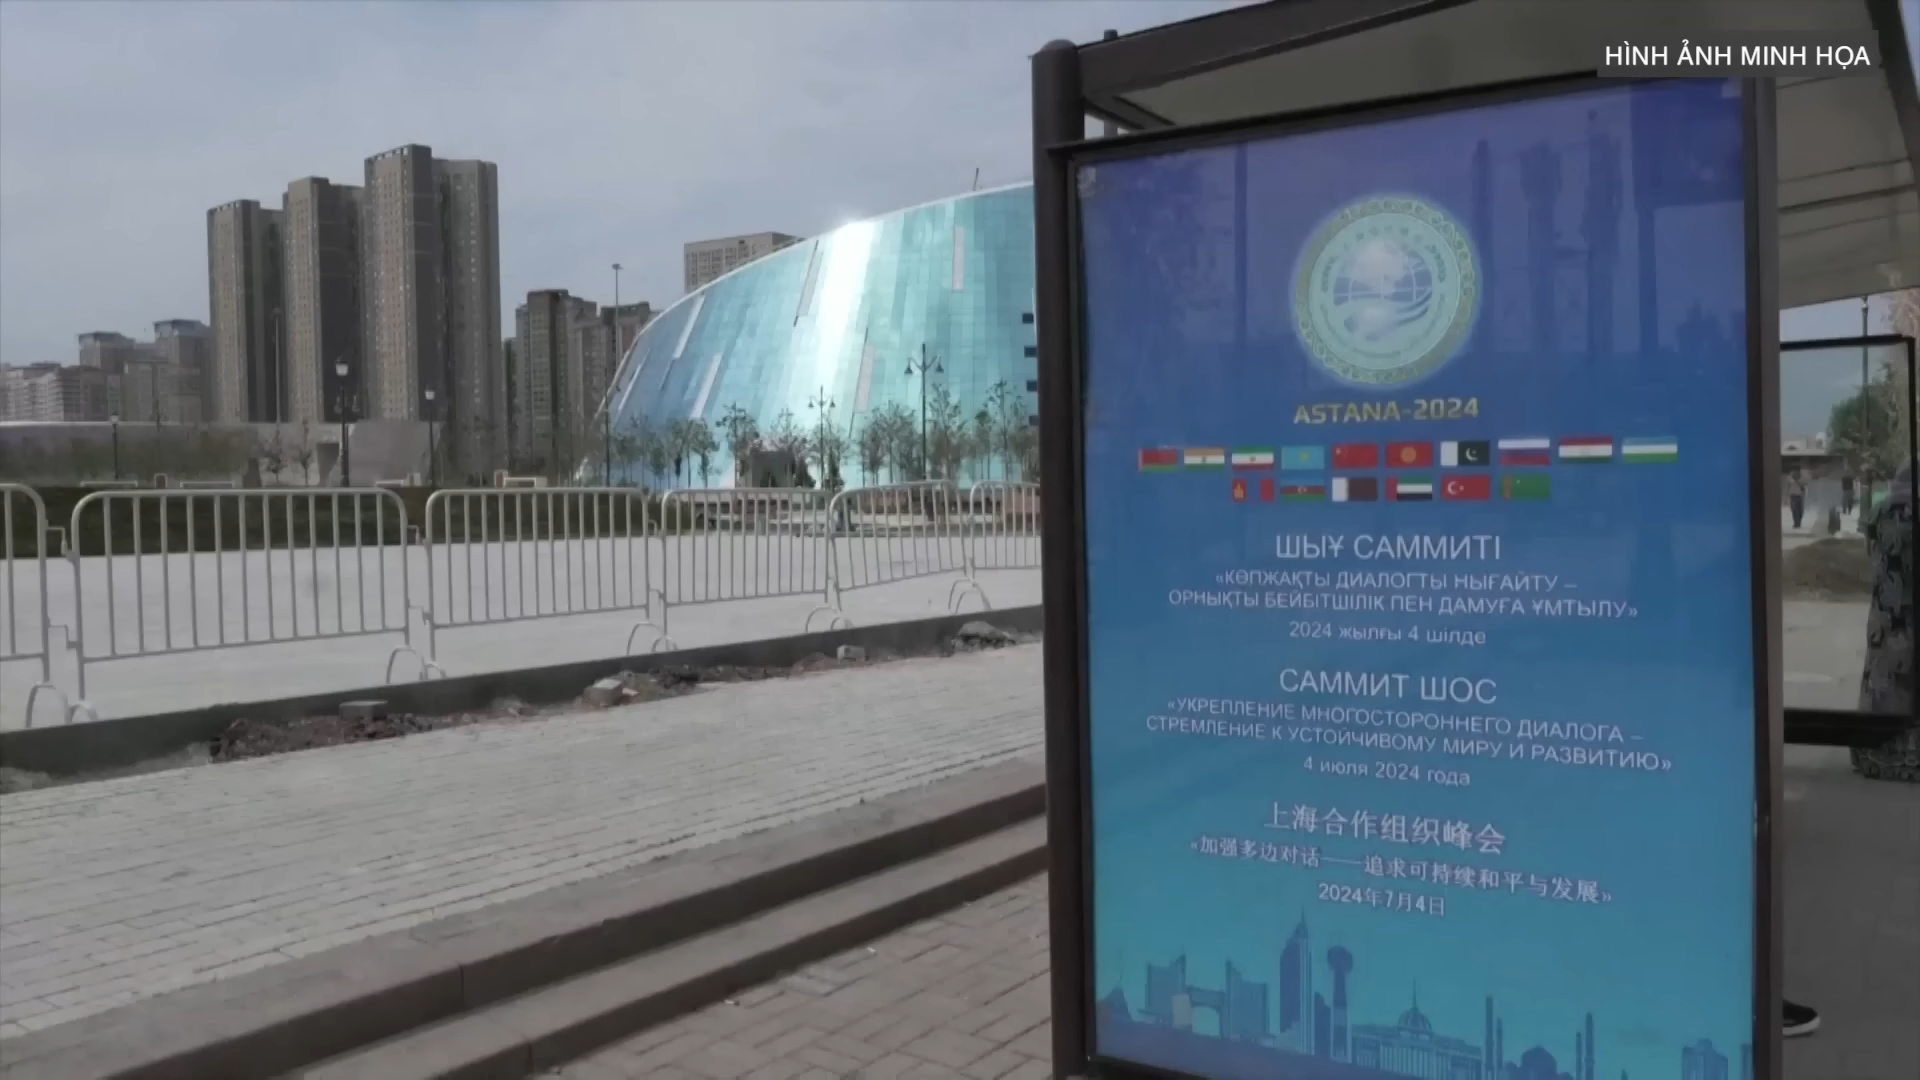 HÌNH ẢNH MINH HỌA
ASTANA-2024
ШЫҰ САММИТІ
«КӨПЖАҚТЫ ДИАЛОГТЫ НЫҒАЙТУ –
ОРНЫҚТЫ БЕЙБІТШІЛІК ПЕН ДАМУҒА ҰМТЫЛУ»
2024 жылғы 4 шілде
САММИТ ШОС
«УКРЕПЛЕНИЕ МНОГОСТОРОННЕГО ДИАЛОГА –
СТРЕМЛЕНИЕ К УСТОЙЧИВОМУ МИРУ И РАЗВИТИЮ»
4 июля 2024 года
上海合作组织峰会
«加强多边对话——追求可持续和平与发展»
2024年7月4日